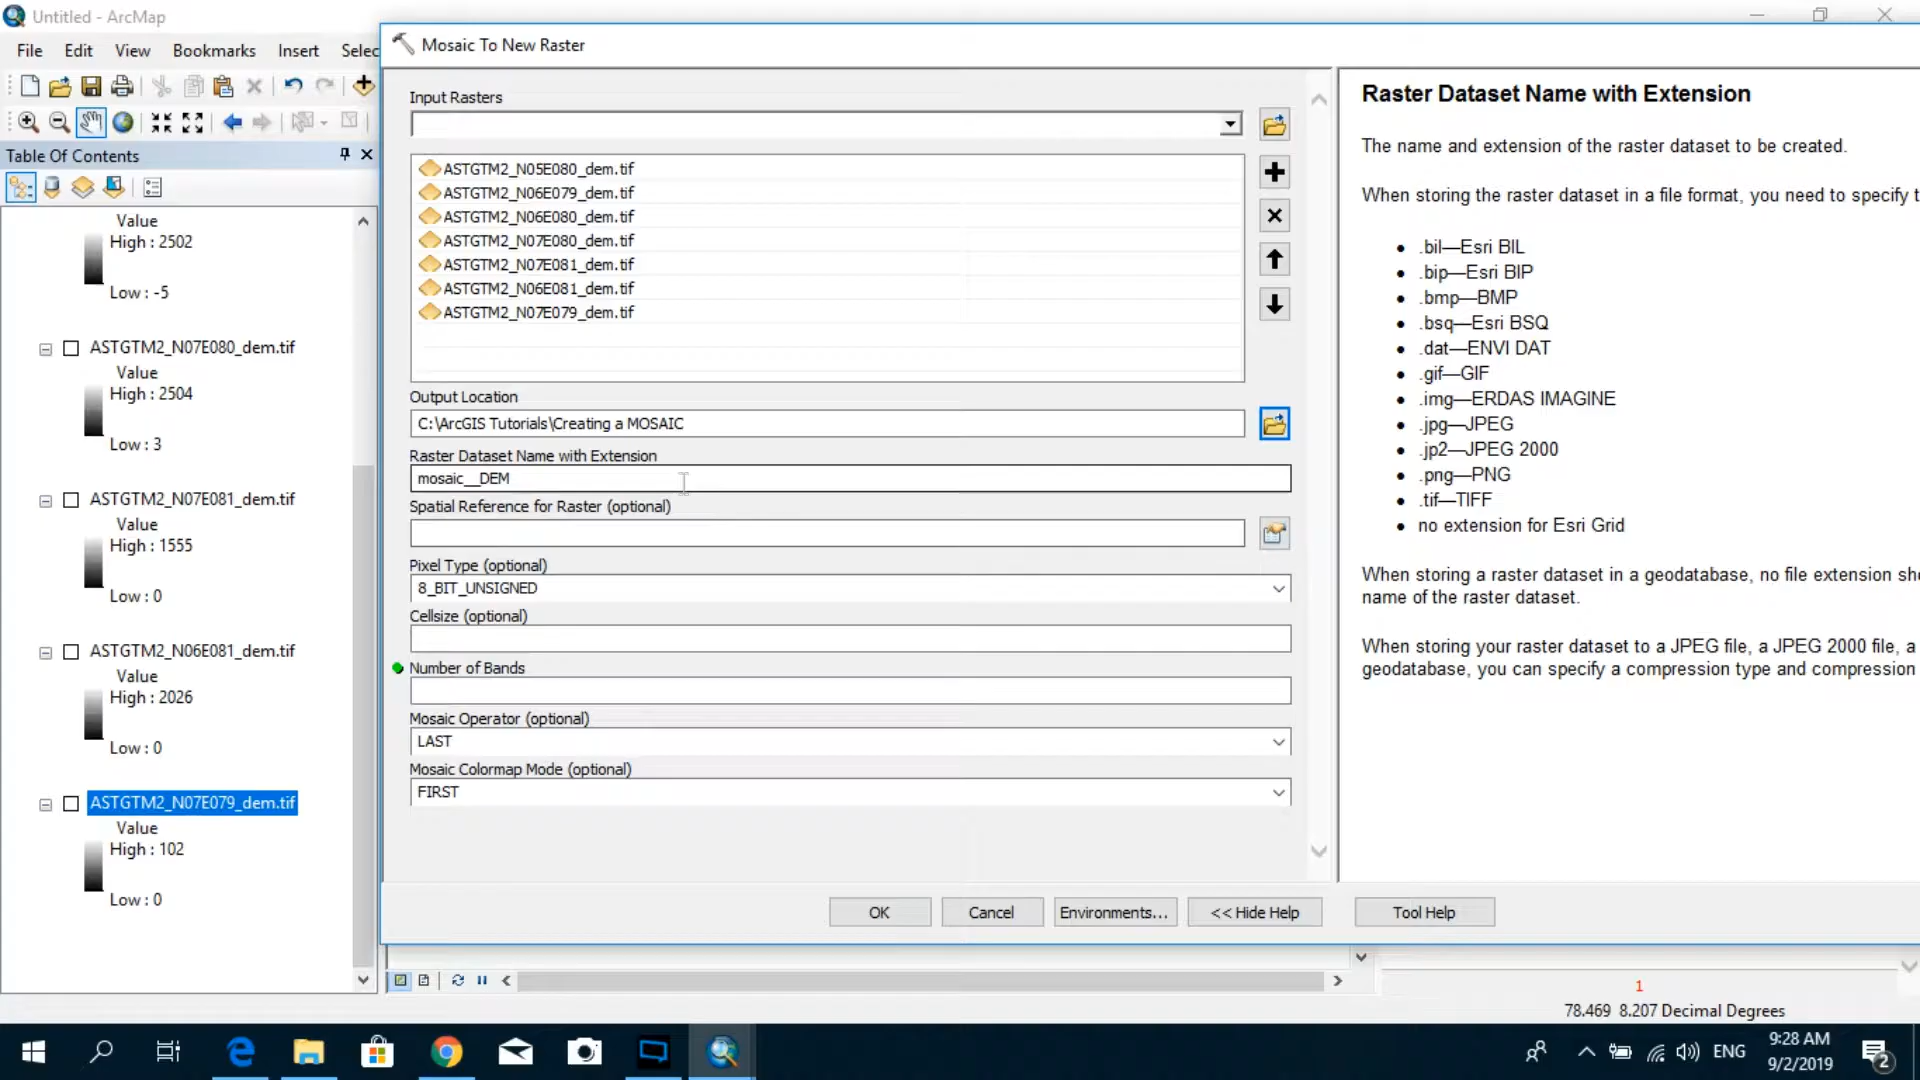 Untitled - ArcMap
File Edit View Bookmarks Insert Selec
Table Of Contents
Value
High : 2502
Low : -5
ASTGTM2_N07E080_dem.tif
Value
High : 2504
Low : 3
ASTGTM2_N07E081_dem.tif
Value
High : 1555
Low : 0
ASTGTM2_N06E081_dem.tif
Value
High : 2026
Low : 0
ASTGTM2_N07E079_dem.tif
Value
High : 102
Low : 0
Mosaic To New Raster
Input Rasters
ASTGTM2_N05E080_dem.tif
ASTGTM2_N06E079_dem.tif
ASTGTM2_N06E080_dem.tif
ASTGTM2_N07E080_dem.tif
ASTGTM2_N07E081_dem.tif
ASTGTM2_N06E081_dem.tif
ASTGTM2_N07E079_dem.tif
Output Location
C:\ArcGIS Tutorials\Creating a MOSAIC
Raster Dataset Name with Extension
mosaic__DEM
Spatial Reference for Raster (optional)
Pixel Type (optional)
8_BIT_UNSIGNED
Cellsize (optional)
Number of Bands
Mosaic Operator (optional)
LAST
Mosaic Colormap Mode (optional)
FIRST
OK Cancel Environments... << Hide Help Tool Help
Raster Dataset Name with Extension
The name and extension of the raster dataset to be created.
When storing the raster dataset in a file format, you need to specify t
.bil—Esri BIL
.bip—Esri BIP
.bmp—BMP
.bsq—Esri BSQ
.dat—ENVI DAT
.gif—GIF
.img—ERDAS IMAGINE
.jpg—JPEG
.jp2—JPEG 2000
.png—PNG
.tif—TIFF
no extension for Esri Grid
When storing a raster dataset in a geodatabase, no file extension sh
name of the raster dataset.
When storing your raster dataset to a JPEG file, a JPEG 2000 file, a
geodatabase, you can specify a compression type and compression
1
78.469 8.207 Decimal Degrees
ENG
9:28 AM
9/2/2019
2